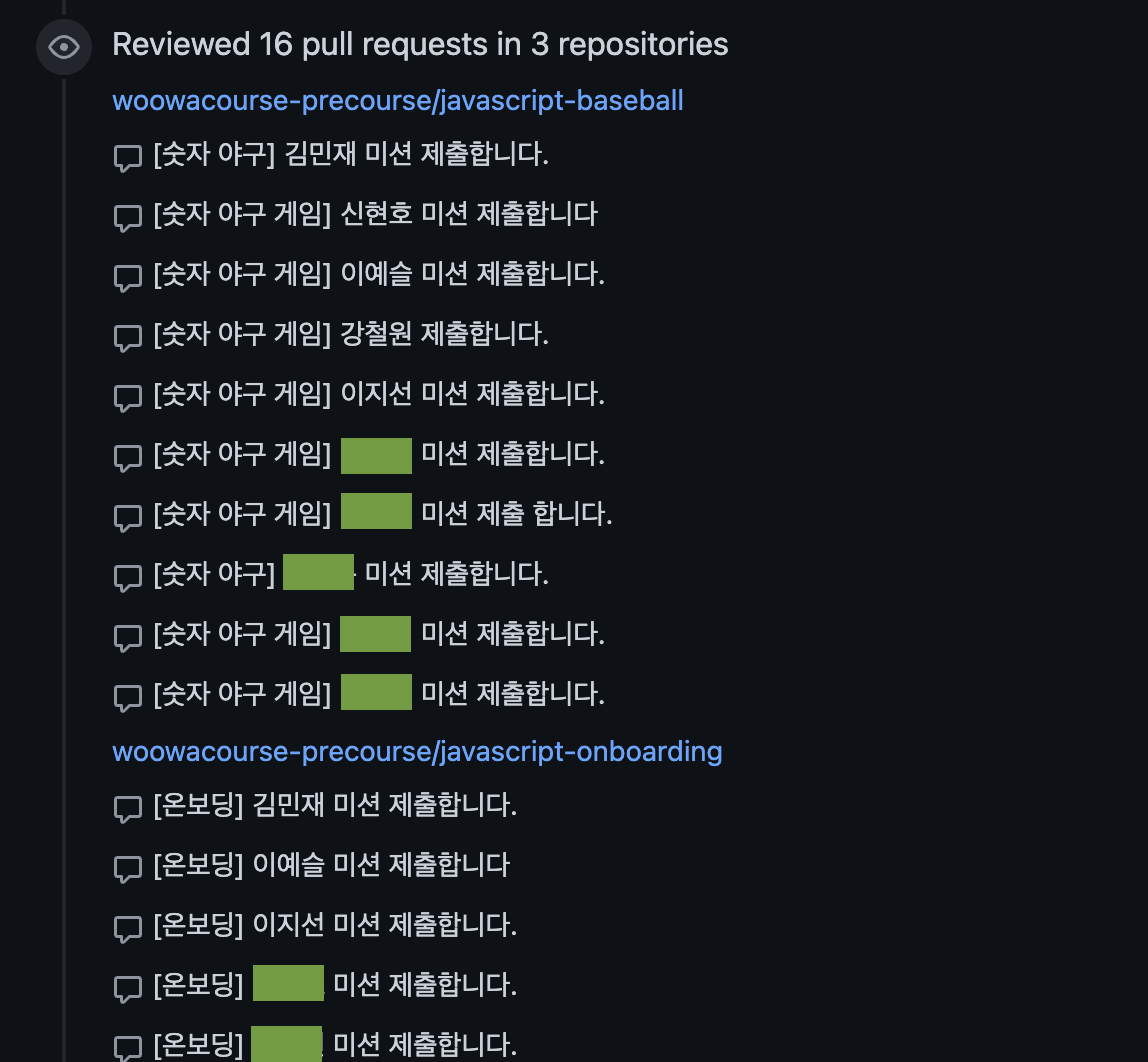 Reviewed 16 pull requests in 3 repositories
woowacourse-precourse/javascript-baseball
[숫자 야구] 김민재 미션 제출합니다.
[숫자 야구 게임] 신현호 미션 제출합니다
[숫자 야구 게임] 이예슬 미션 제출합니다.
[숫자 야구 게임] 강철원 제출합니다.
[숫자 야구 게임] 이지선 미션 제출합니다.
[숫자 야구 게임] 미션 제출합니다.
[숫자 야구 게임] 미션 제출 합니다.
[숫자 야구] 미션 제출합니다.
[숫자 야구 게임] 미션 제출합니다.
[숫자 야구 게임] 미션 제출합니다.
woowacourse-precourse/javascript-onboarding
[온보딩] 김민재 미션 제출합니다.
[온보딩] 이예슬 미션 제출합니다
[온보딩] 이지선 미션 제출합니다.
[온보딩] 미션 제출합니다.
[온보딩] 미션 제출합니다.